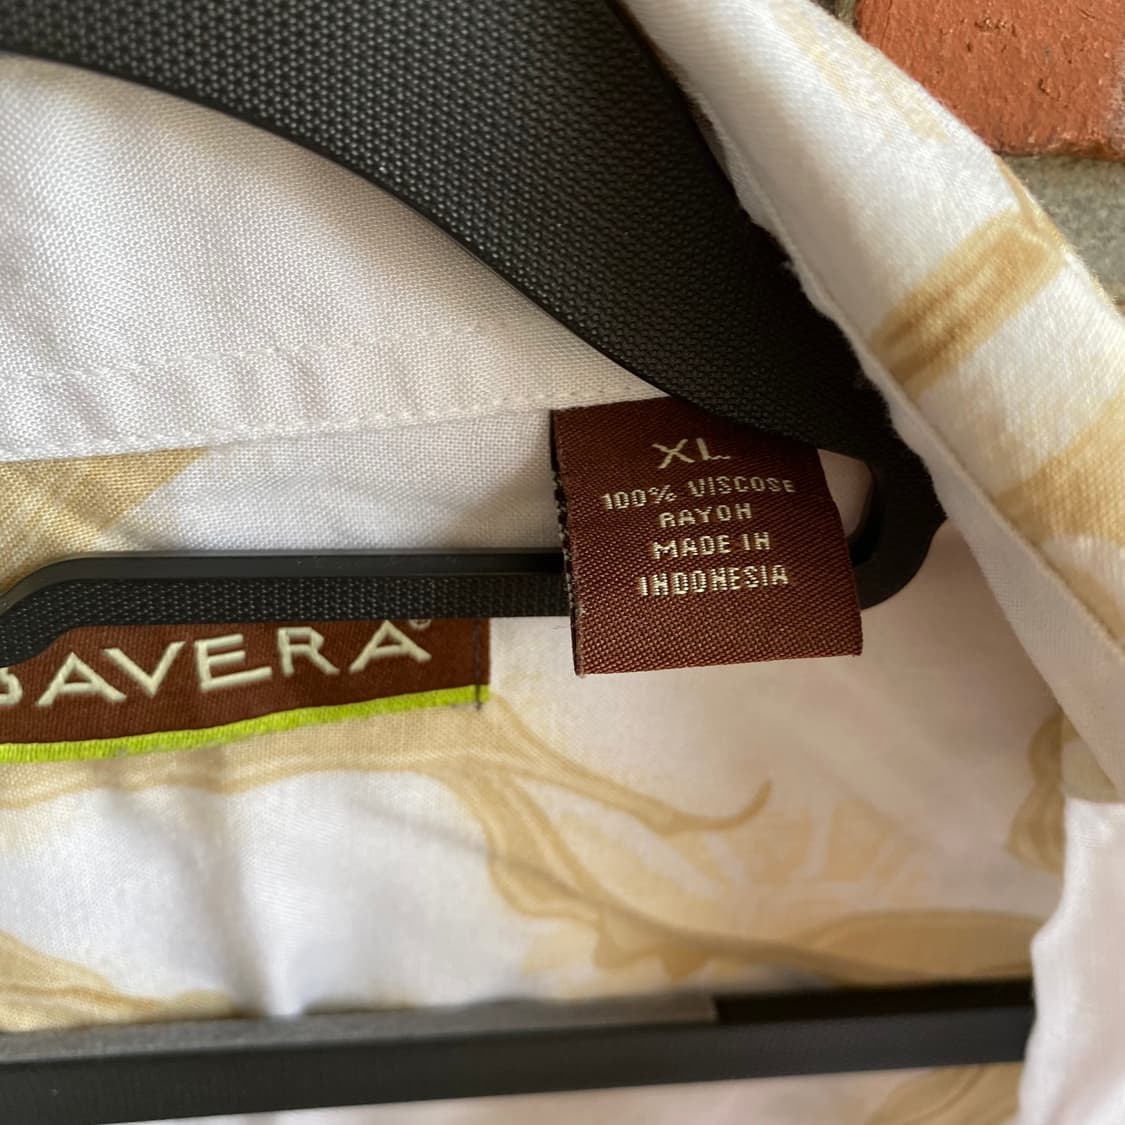 XL
100% VISCOSE
RAYON
MADE IN
INDONESIA
AVERA®